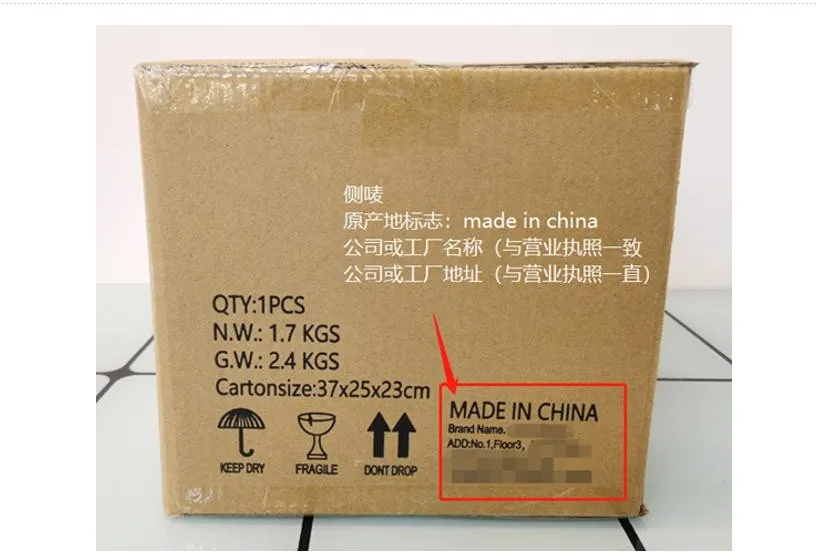 侧唛
原产地标志：made in china
公司或工厂名称（与营业执照一致
公司或工厂地址（与营业执照一直）
QTY:1PCS
N.W.: 1.7 KGS
G.W.: 2.4 KGS
Cartonsize:37x25x23cm
KEEP DRY
FRAGILE
DONT DROP
MADE IN CHINA
Brand Name.
ADD:No.1,Floor3,